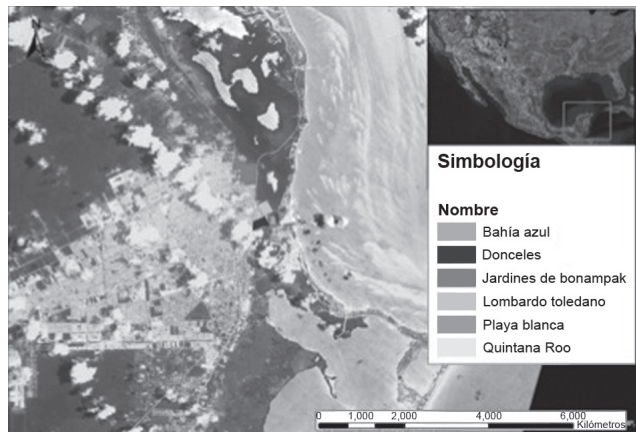 Simbología
Nombre
Bahía azul
Donceles
Jardines de bonampak
Lombardo toledano
Playa blanca
Quintana Roo
0 1,000 2,000 4,000 6,000
Kilómetros